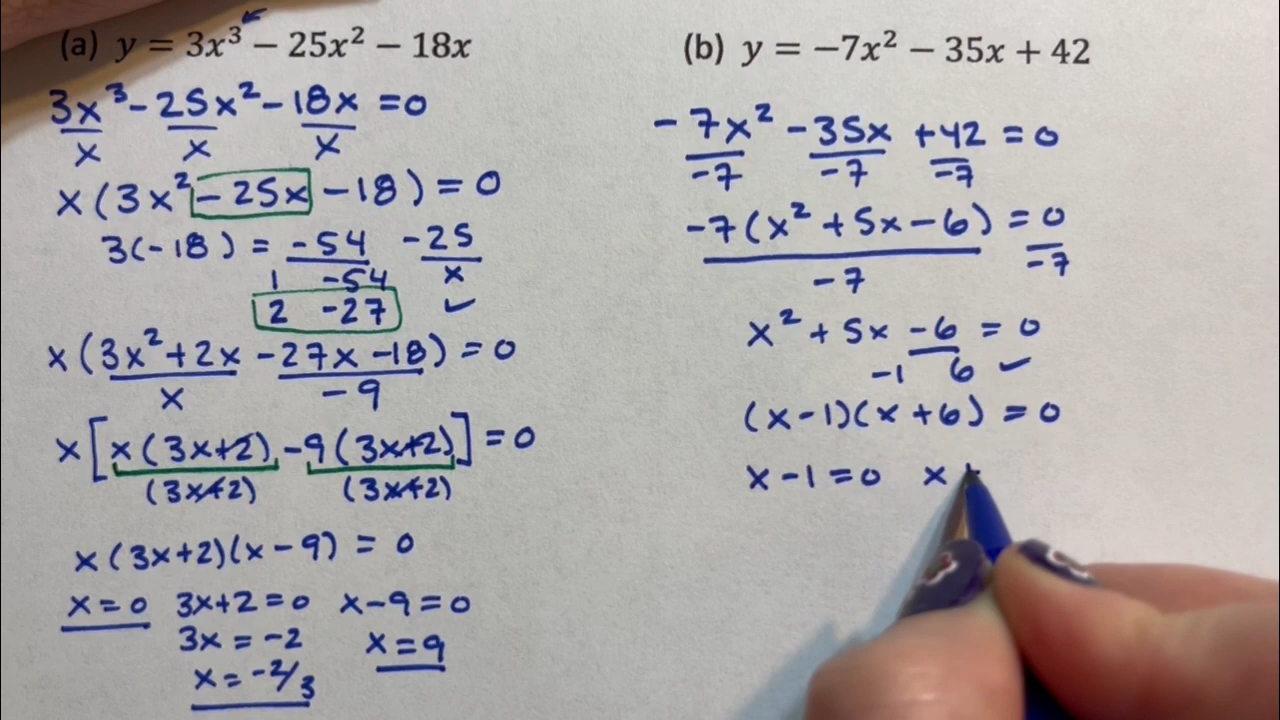 (a) y = 3x³ − 25x² − 18x
3x³ - 25x² - 18x = 0
x x x
x(3x² - 25x - 18) = 0
3(-18) = -54 -25
1 -54 x
2 -27 ✓
x(3x² + 2x - 27x - 18) = 0
x -9
x[x(3x+2) - 9(3x+2)] = 0
(3x+2) (3x+2)
x(3x+2)(x-9) = 0
x=0 3x+2=0 x-9=0
3x = -2 x=9
x = -2/3
(b) y = −7x² − 35x + 42
-7x² - 35x + 42 = 0
-7 -7 -7
-7(x² + 5x - 6) = 0
-7 -7
x² + 5x - 6 = 0
-1 6 ✓
(x-1)(x+6) = 0
x-1=0 x